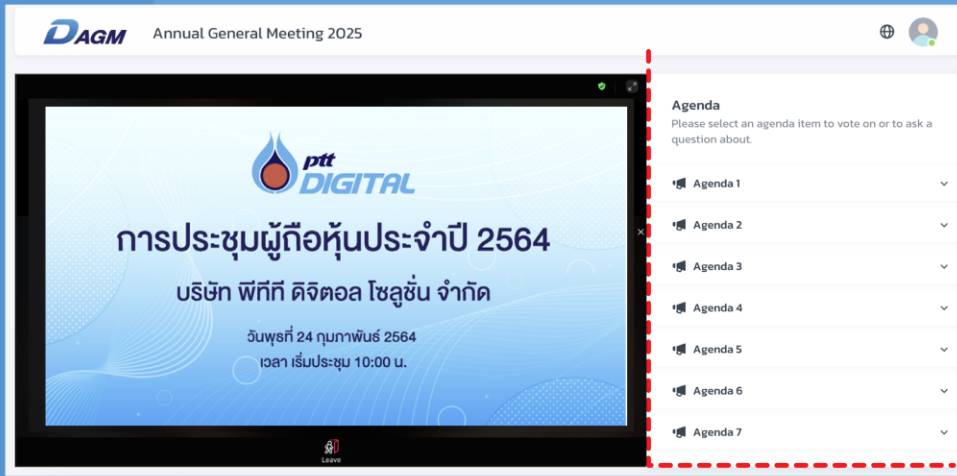 DAGM
Annual General Meeting 2025
ptt
DIGITAL
การประชุมผู้ถือหุ้นประจำปี 2564
บริษัท พีทีที ดิจิตอล โซลูชั่น จำกัด
วันพุธที่ 24 กุมภาพันธ์ 2564
เวลา เริ่มประชุม 10:00 น.
Leave
Agenda
Please select an agenda item to vote on or to ask a
question about.
Agenda 1
Agenda 2
Agenda 3
Agenda 4
Agenda 5
Agenda 6
Agenda 7